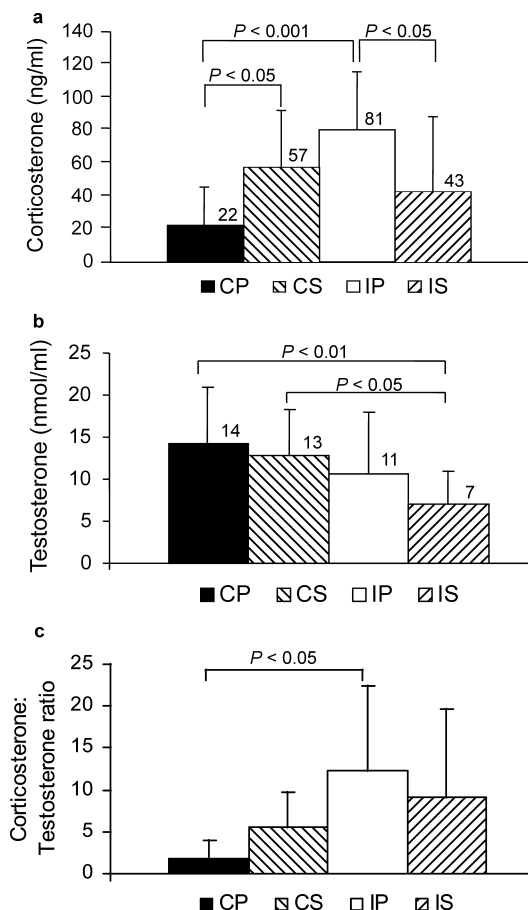 a
140
120
100
80
60
40
20
0
Corticosterone (ng/ml)
P < 0.001
P < 0.05
P < 0.05
22
57
81
43
CP CS IP IS
b
25
20
15
10
5
0
Testosterone (nmol/ml)
P < 0.01
P < 0.05
14
13
11
7
CP CS IP IS
c
25
20
15
10
5
0
Corticosterone:
Testosterone ratio
P < 0.05
CP CS IP IS